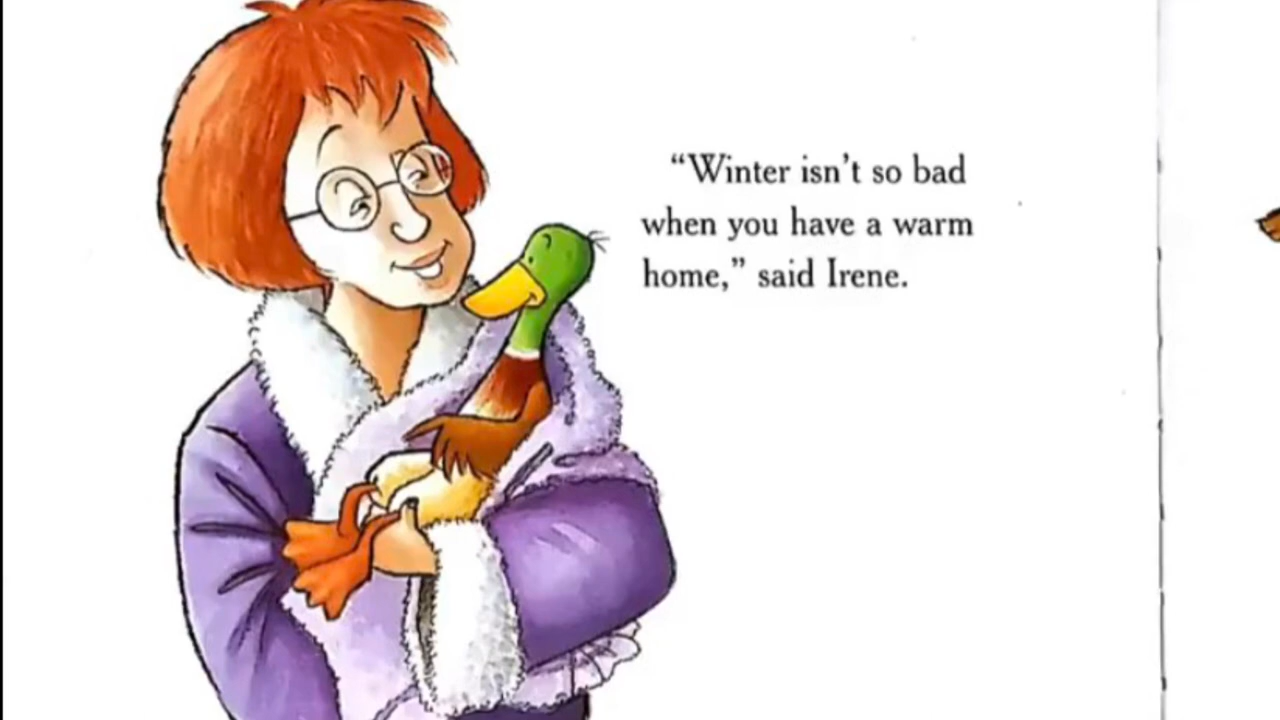 “Winter isn’t so bad
when you have a warm
home,” said Irene.